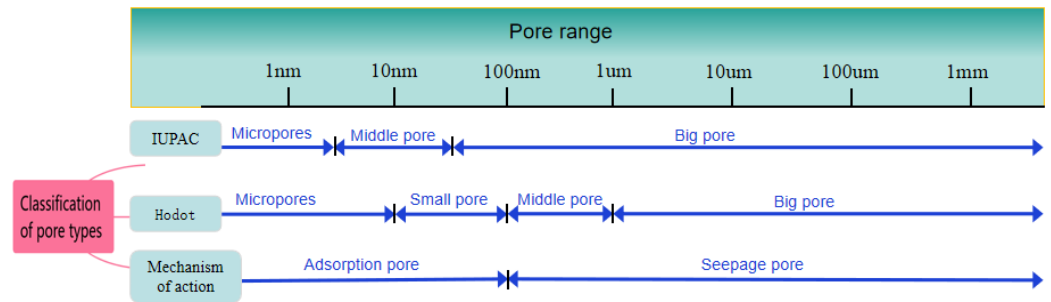 Pore range
1nm 10nm 100nm 1um 10um 100um 1mm
IUPAC Micropores Middle pore Big pore
Classification
of pore types
Hodot Micropores Small pore Middle pore Big pore
Mechanism
of action
Adsorption pore Seepage pore